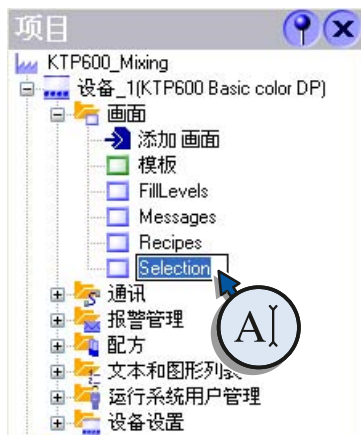 项目
KTP600_Mixing
设备_1(KTP600 Basic color DP)
画面
添加 画面
模板
FillLevels
Messages
Recipes
Selection
通讯
报警管理
配方
文本和图形列表
运行系统用户管理
设备设置
A